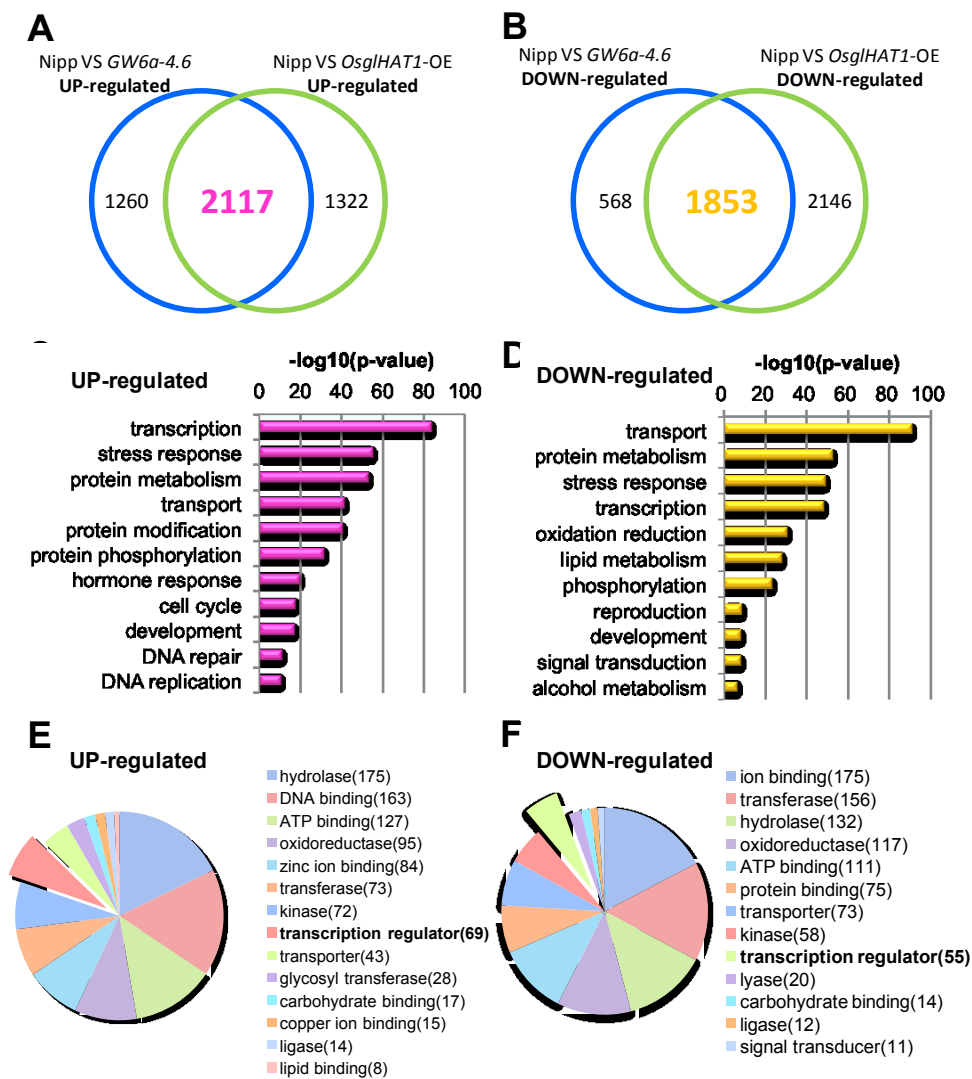 A
Nipp VS GW6a-4.6
UP-regulated
Nipp VS OsglHAT1-OE
UP-regulated
1260
2117
1322
B
Nipp VS GW6a-4.6
DOWN-regulated
Nipp VS OsglHAT1-OE
DOWN-regulated
568
1853
2146
UP-regulated
-log10(p-value)
0 20 40 60 80 100
transcription
stress response
protein metabolism
transport
protein modification
protein phosphorylation
hormone response
cell cycle
development
DNA repair
DNA replication
D
DOWN-regulated
-log10(p-value)
0 20 40 60 80 100
transport
protein metabolism
stress response
transcription
oxidation reduction
lipid metabolism
phosphorylation
reproduction
development
signal transduction
alcohol metabolism
E
UP-regulated
hydrolase(175)
DNA binding(163)
ATP binding(127)
oxidoreductase(95)
zinc ion binding(84)
transferase(73)
kinase(72)
transcription regulator(69)
transporter(43)
glycosyl transferase(28)
carbohydrate binding(17)
copper ion binding(15)
ligase(14)
lipid binding(8)
F
DOWN-regulated
ion binding(175)
transferase(156)
hydrolase(132)
oxidoreductase(117)
ATP binding(111)
protein binding(75)
transporter(73)
kinase(58)
transcription regulator(55)
lyase(20)
carbohydrate binding(14)
ligase(12)
signal transducer(11)